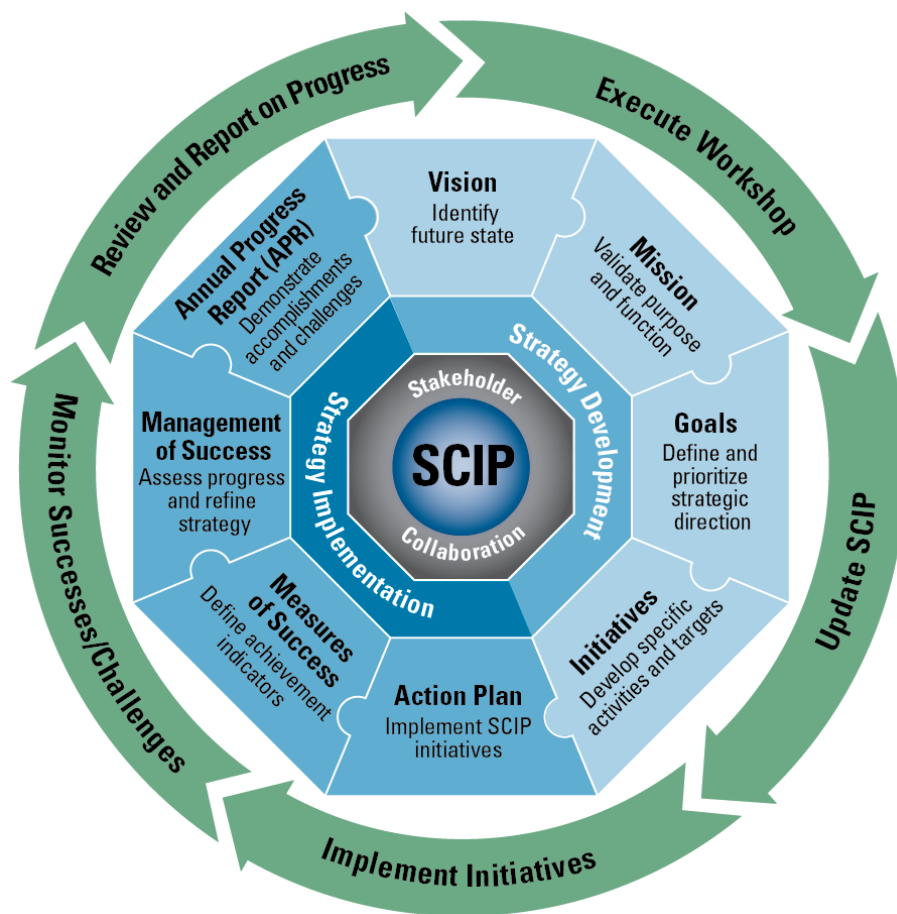 Review and Report on Progress
Execute Workshop
Update SCIP
Implement Initiatives
Monitor Successes/Challenges
Vision
Identify
future state
Mission
Validate purpose
and function
Goals
Define and
prioritize
strategic
direction
Initiatives
Develop specific
activities and targets
Action Plan
Implement SCIP
initiatives
Measures
of Success
Define achievement
indicators
Management
of Success
Assess progress
and refine
strategy
Annual Progress
Report (APR)
Demonstrate
accomplishments
and challenges
Strategy Development
Strategy Implementation
Stakeholder
SCIP
Collaboration